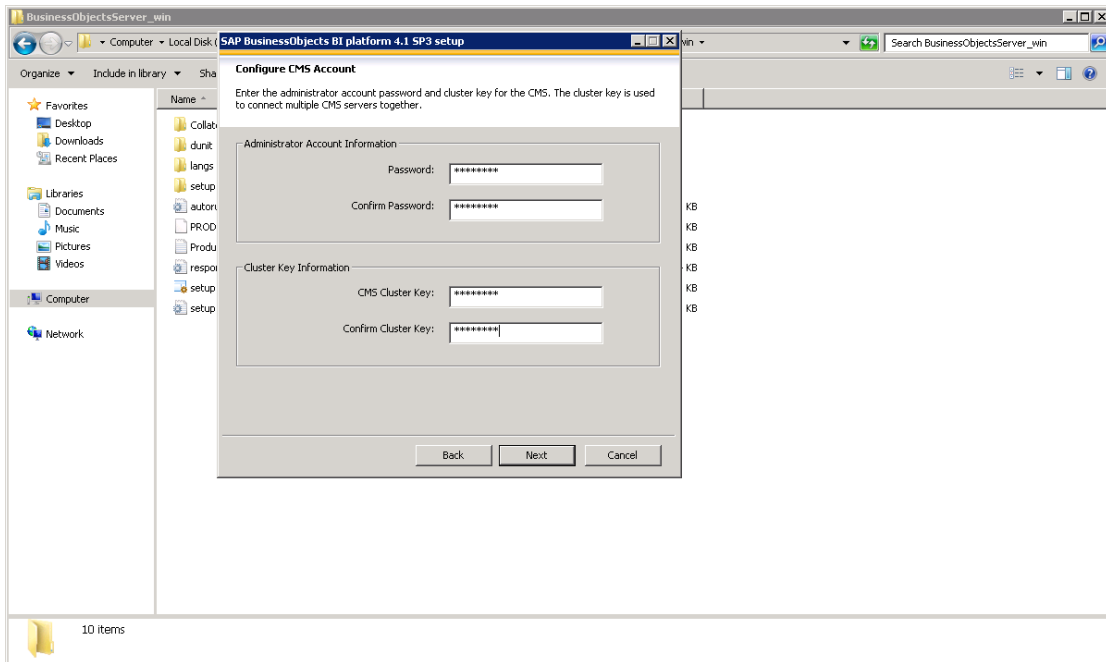 BusinessObjectsServer_win
Computer
Local Disk (
win
Search BusinessObjectsServer_win
Organize
Include in library
Sha
Favorites
Desktop
Downloads
Recent Places
Libraries
Documents
Music
Pictures
Videos
Computer
Network
Name
Collat
dunit
langs
setup
autoru
PROD
Produ
respon
setup
setup
KB
KB
KB
KB
KB
KB
SAP BusinessObjects BI platform 4.1 SP3 setup
Configure CMS Account
Enter the administrator account password and cluster key for the CMS. The cluster key is used
to connect multiple CMS servers together.
Administrator Account Information
Password: ********
Confirm Password: ********
Cluster Key Information
CMS Cluster Key: ********
Confirm Cluster Key: ********
Back
Next
Cancel
10 items